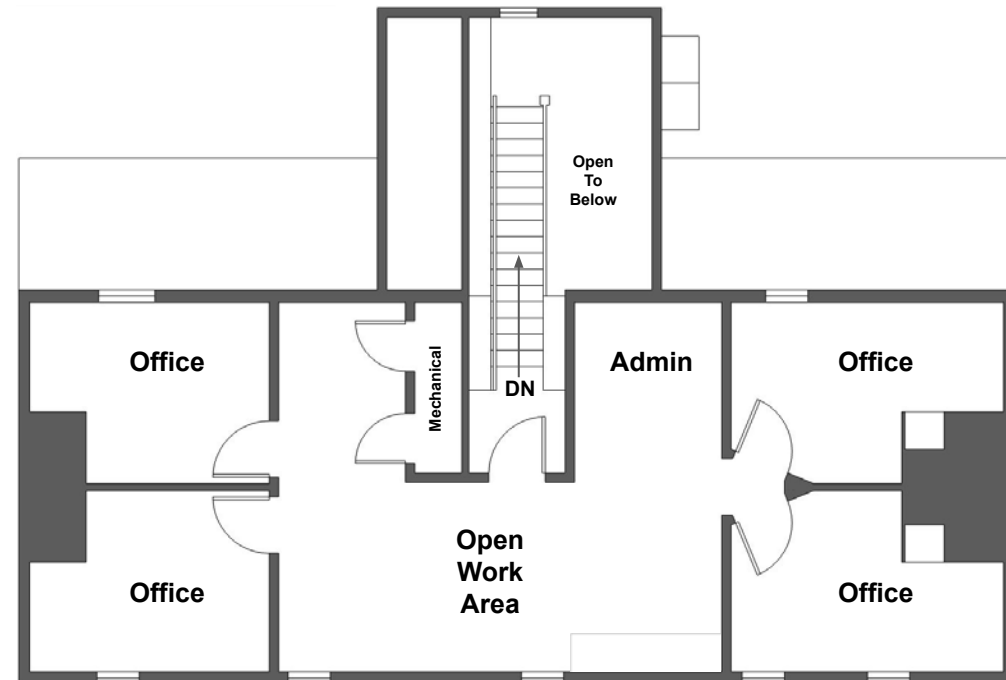 Open
To
Below
Office
Mechanical
DN
Admin
Office
Open
Work
Area
Office
Office